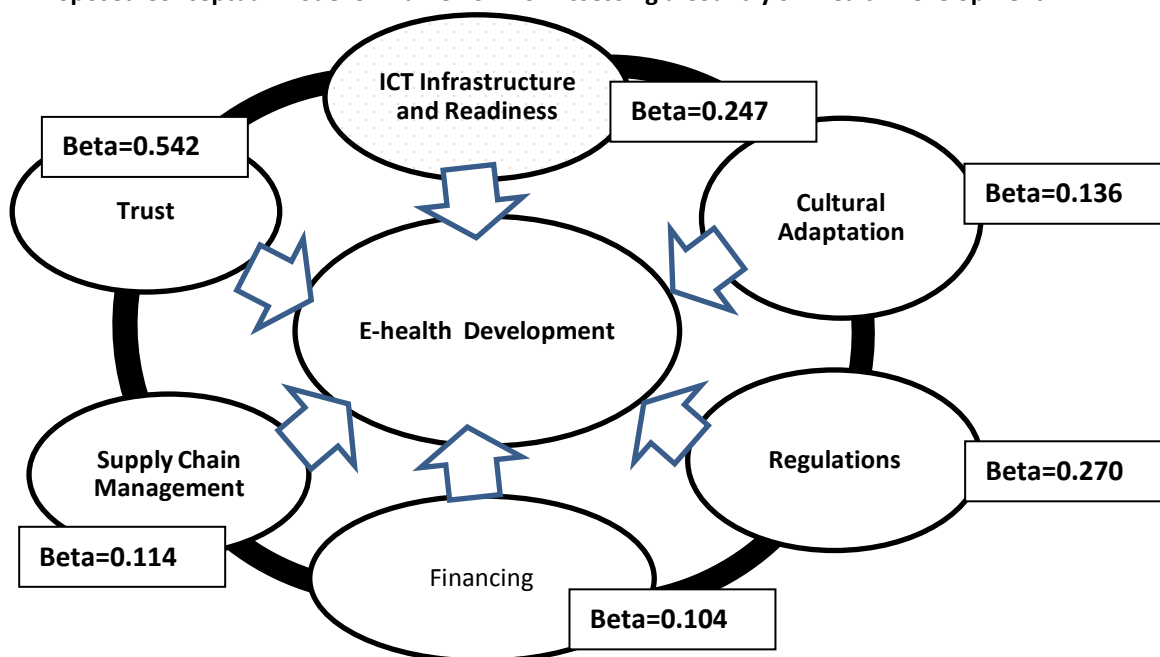 ICT Infrastructure
and Readiness
Beta=0.247
Beta=0.542
Trust
Cultural
Adaptation
Beta=0.136
E-health Development
Supply Chain
Management
Beta=0.114
Regulations
Beta=0.270
Financing
Beta=0.104